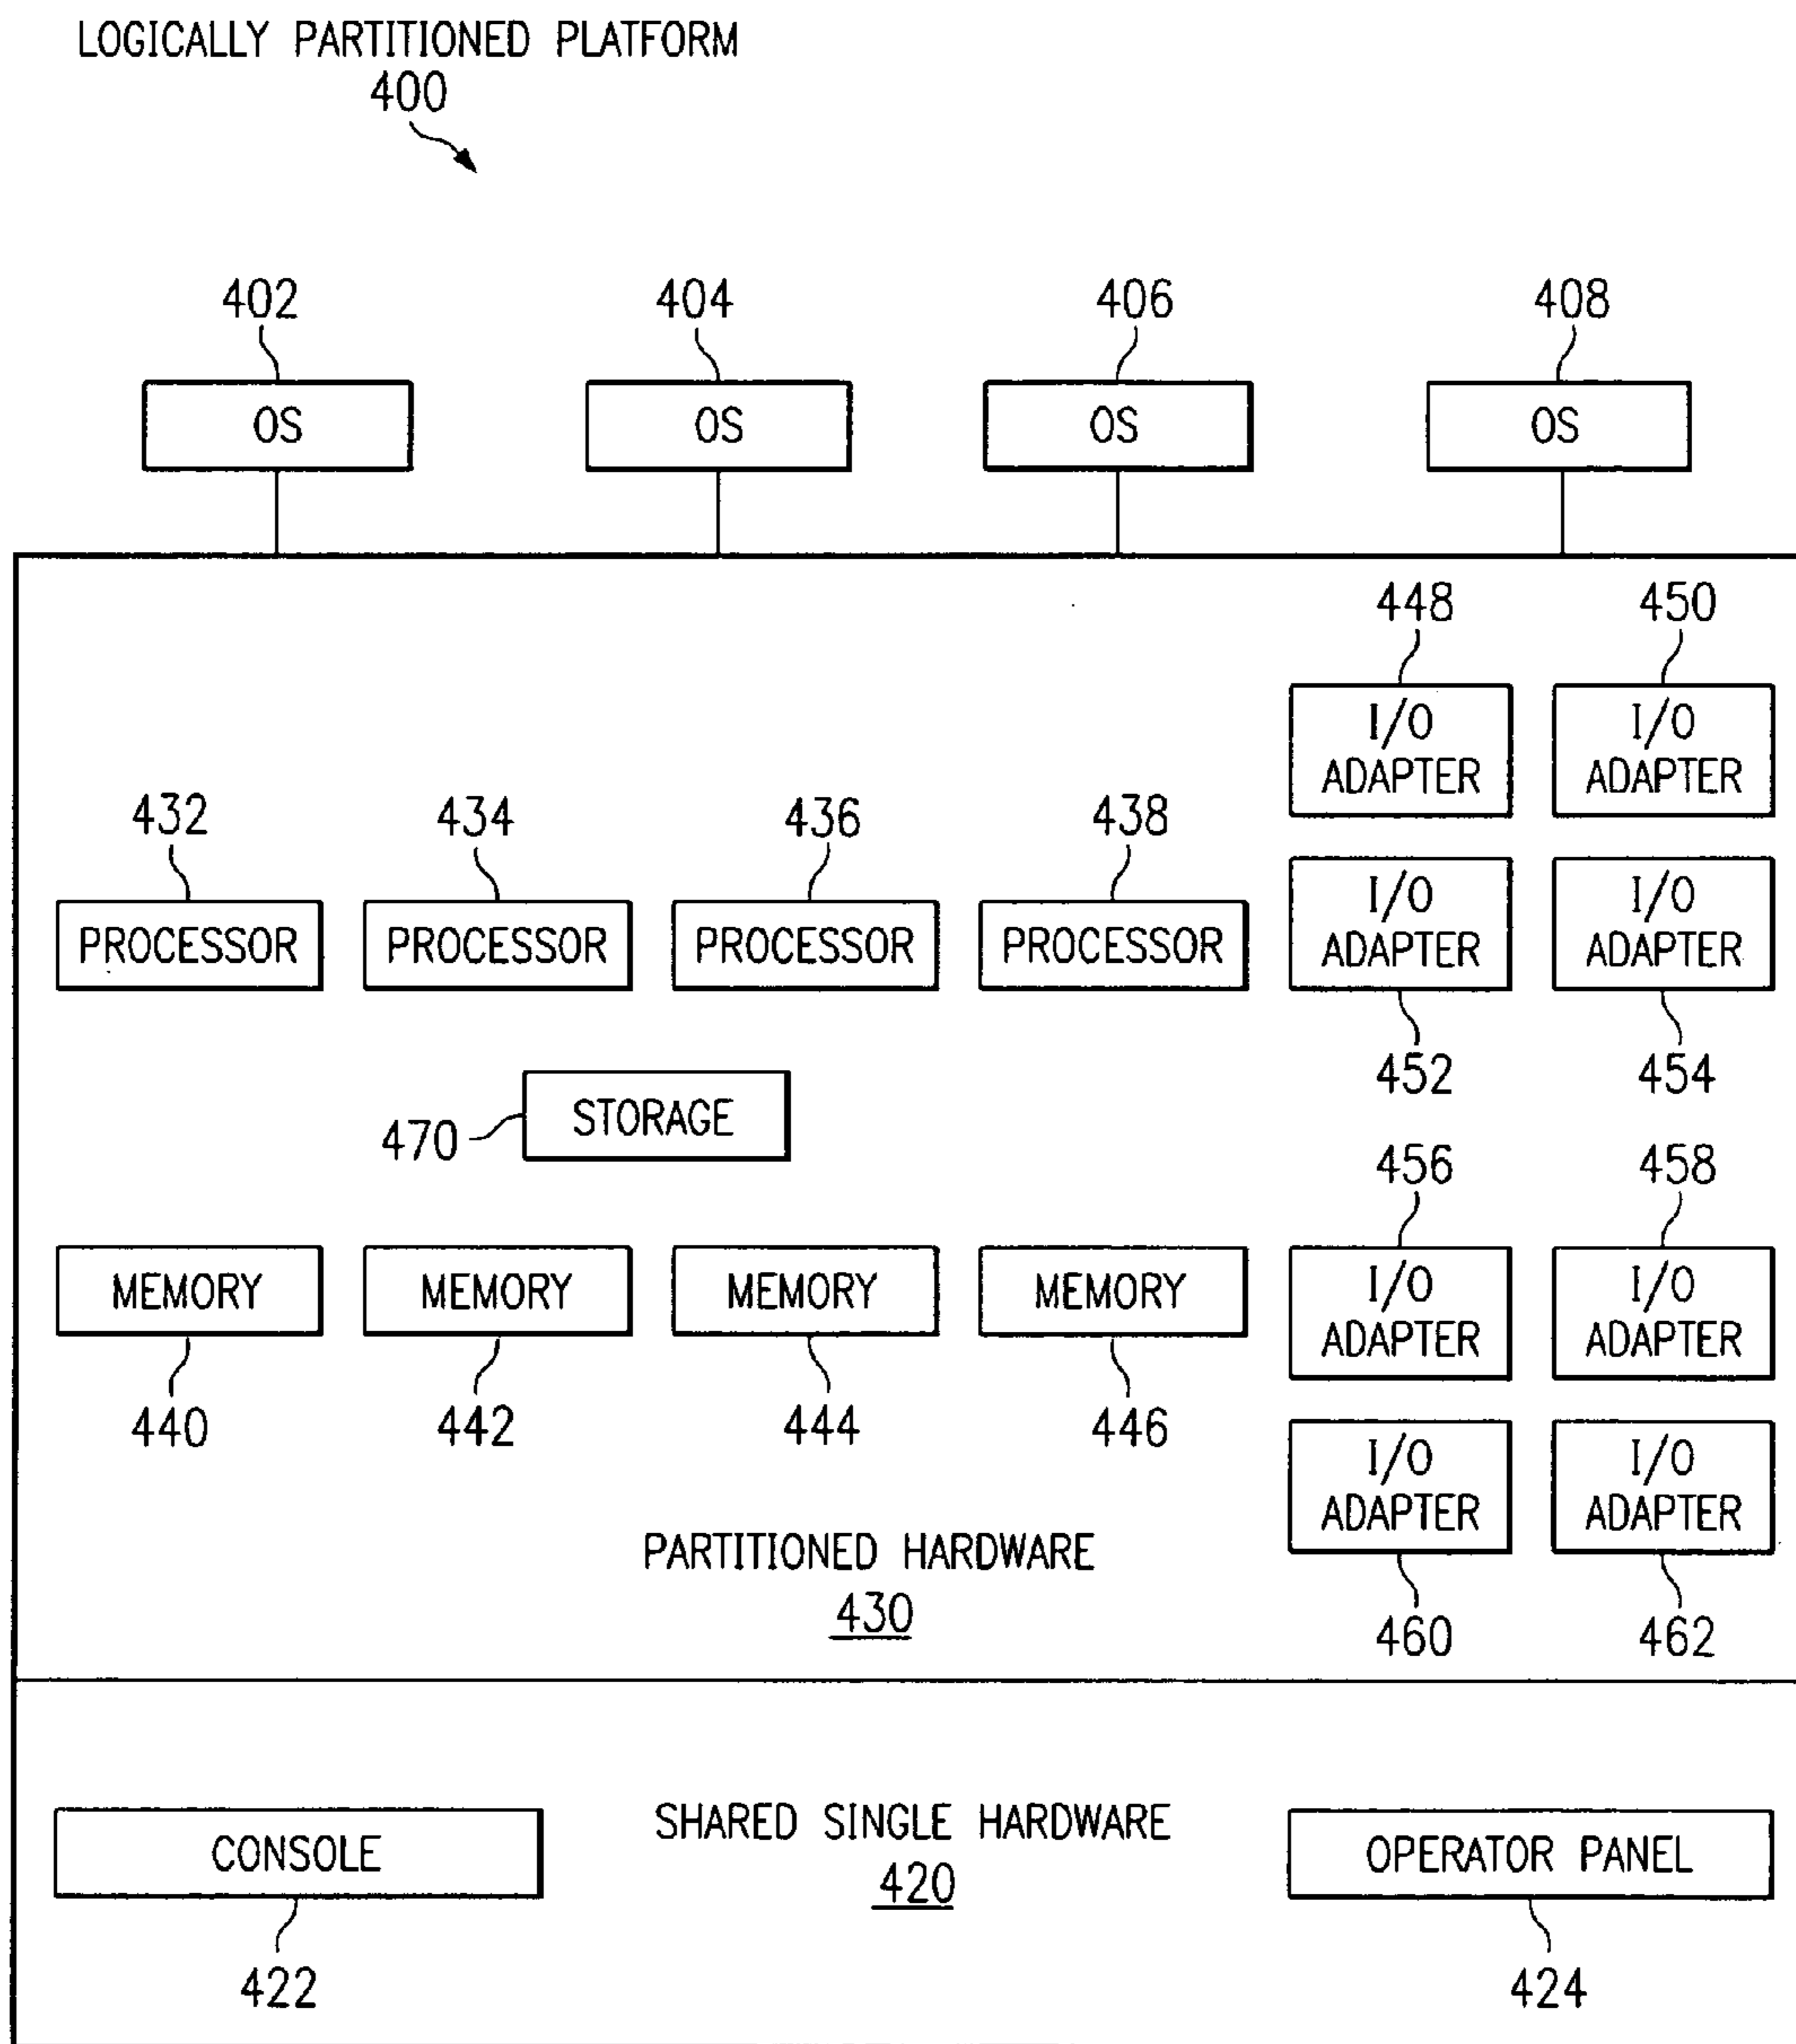 LOGICALLY PARTITIONED PLATFORM
400
402 404 406 408
OS OS OS OS
448 450
I/O ADAPTER
I/O ADAPTER
432 434 436 438
PROCESSOR PROCESSOR PROCESSOR PROCESSOR
I/O ADAPTER
I/O ADAPTER
452 454
470 STORAGE
456 458
MEMORY MEMORY MEMORY MEMORY
I/O ADAPTER
I/O ADAPTER
440 442 444 446
I/O ADAPTER
I/O ADAPTER
460 462
PARTITIONED HARDWARE
430
CONSOLE
422
SHARED SINGLE HARDWARE
420
OPERATOR PANEL
424